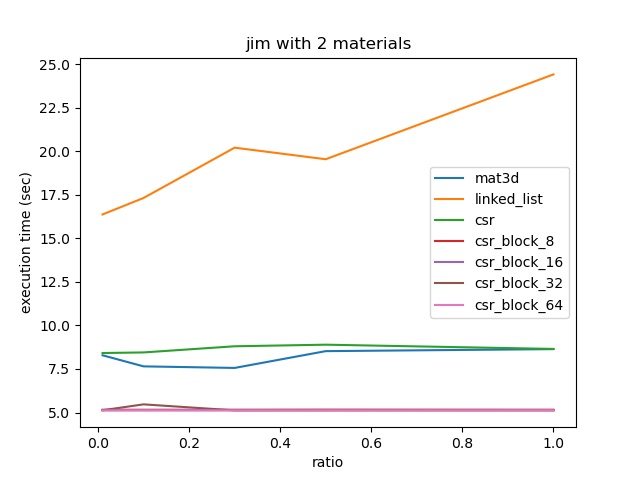 jim with 2 materials
execution time (sec)
25.0
22.5
20.0
17.5
15.0
12.5
10.0
7.5
5.0
mat3d
linked_list
csr
csr_block_8
csr_block_16
csr_block_32
csr_block_64
0.0 0.2 0.4 0.6 0.8 1.0
ratio